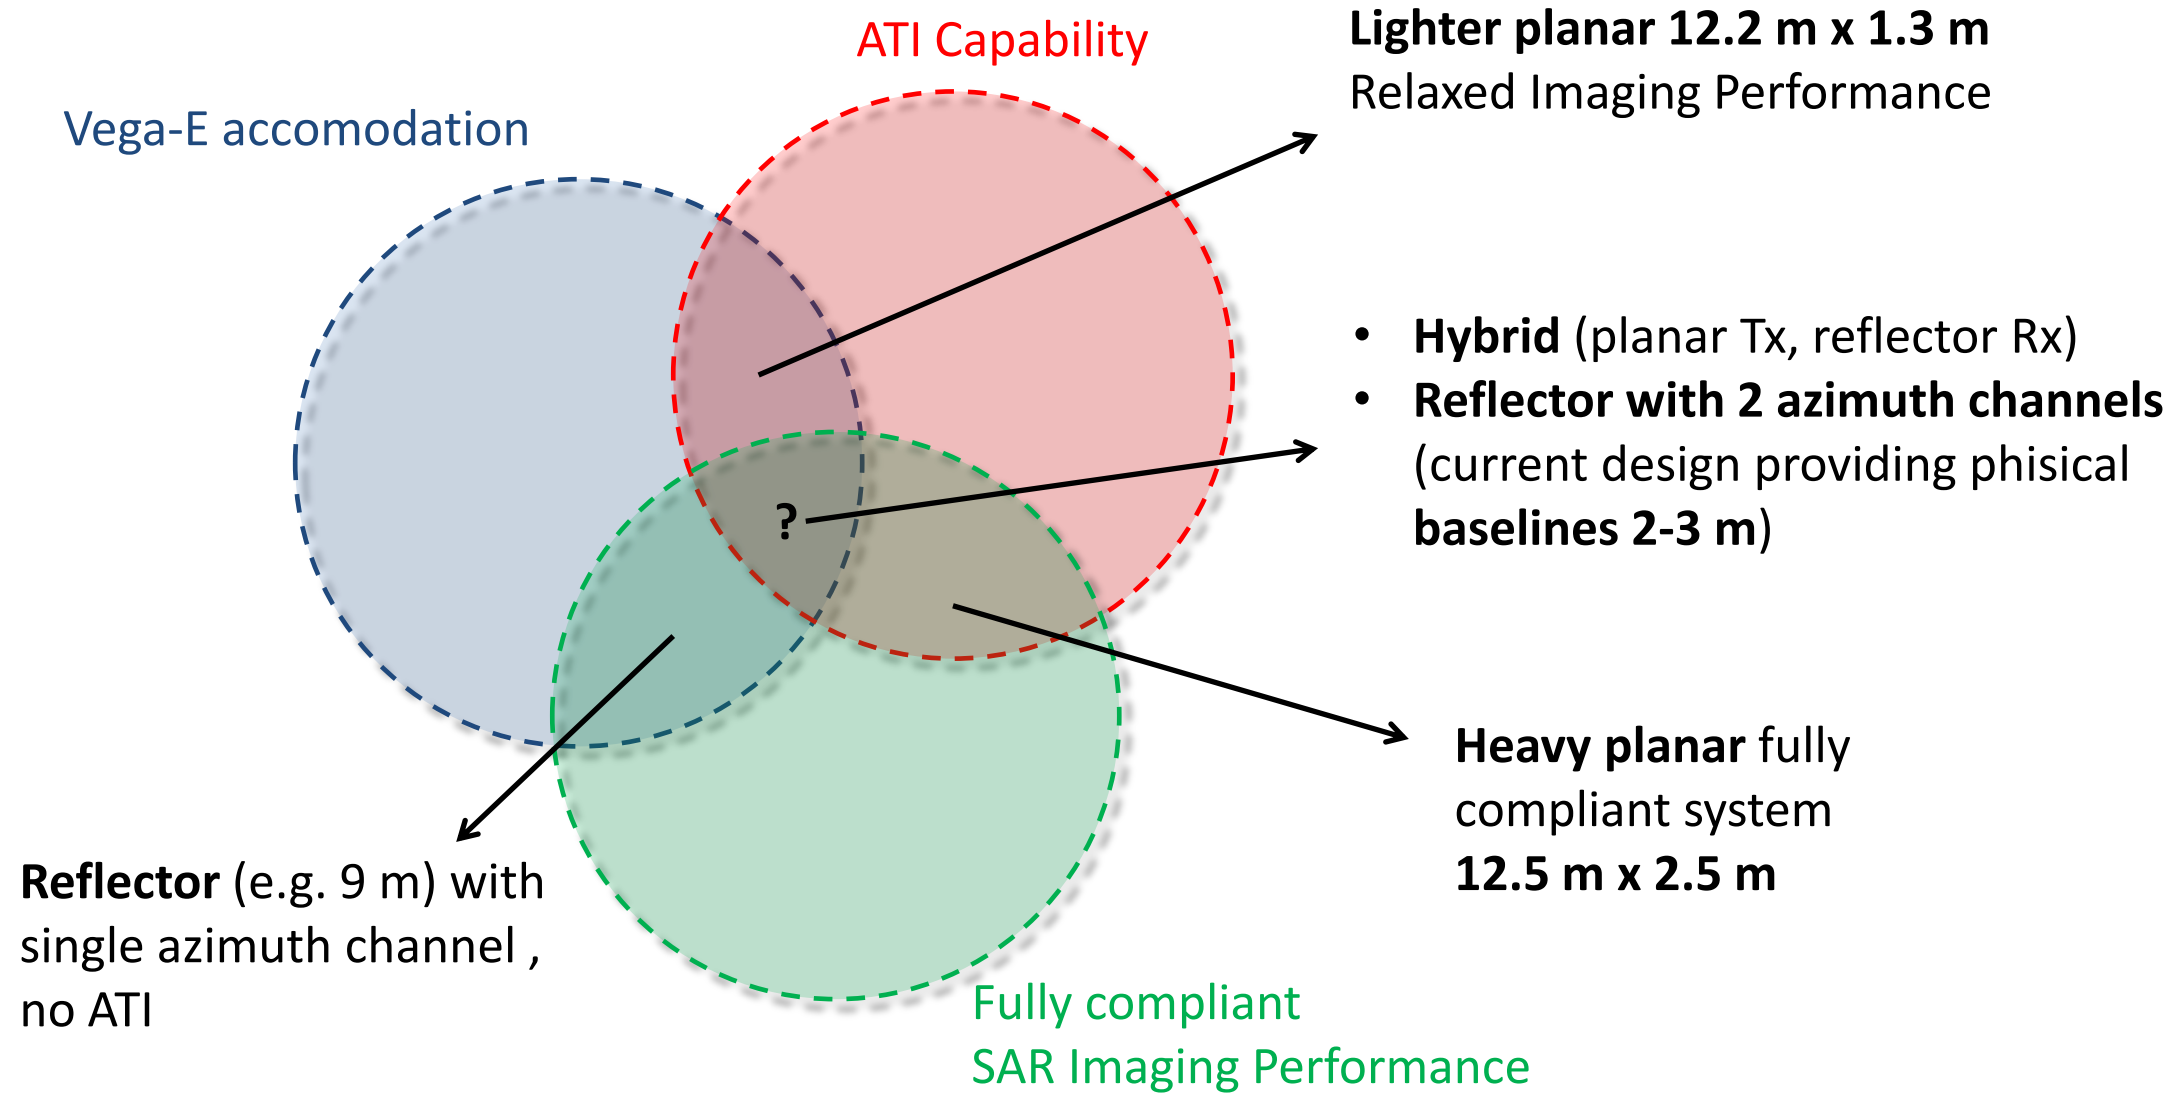 ATI Capability
Vega-E accomodation
Lighter planar 12.2 m x 1.3 m
Relaxed Imaging Performance
• Hybrid (planar Tx, reflector Rx)
• Reflector with 2 azimuth channels
(current design providing phisical
baselines 2-3 m)
?
Heavy planar fully
compliant system
12.5 m x 2.5 m
Reflector (e.g. 9 m) with
single azimuth channel ,
no ATI
Fully compliant
SAR Imaging Performance